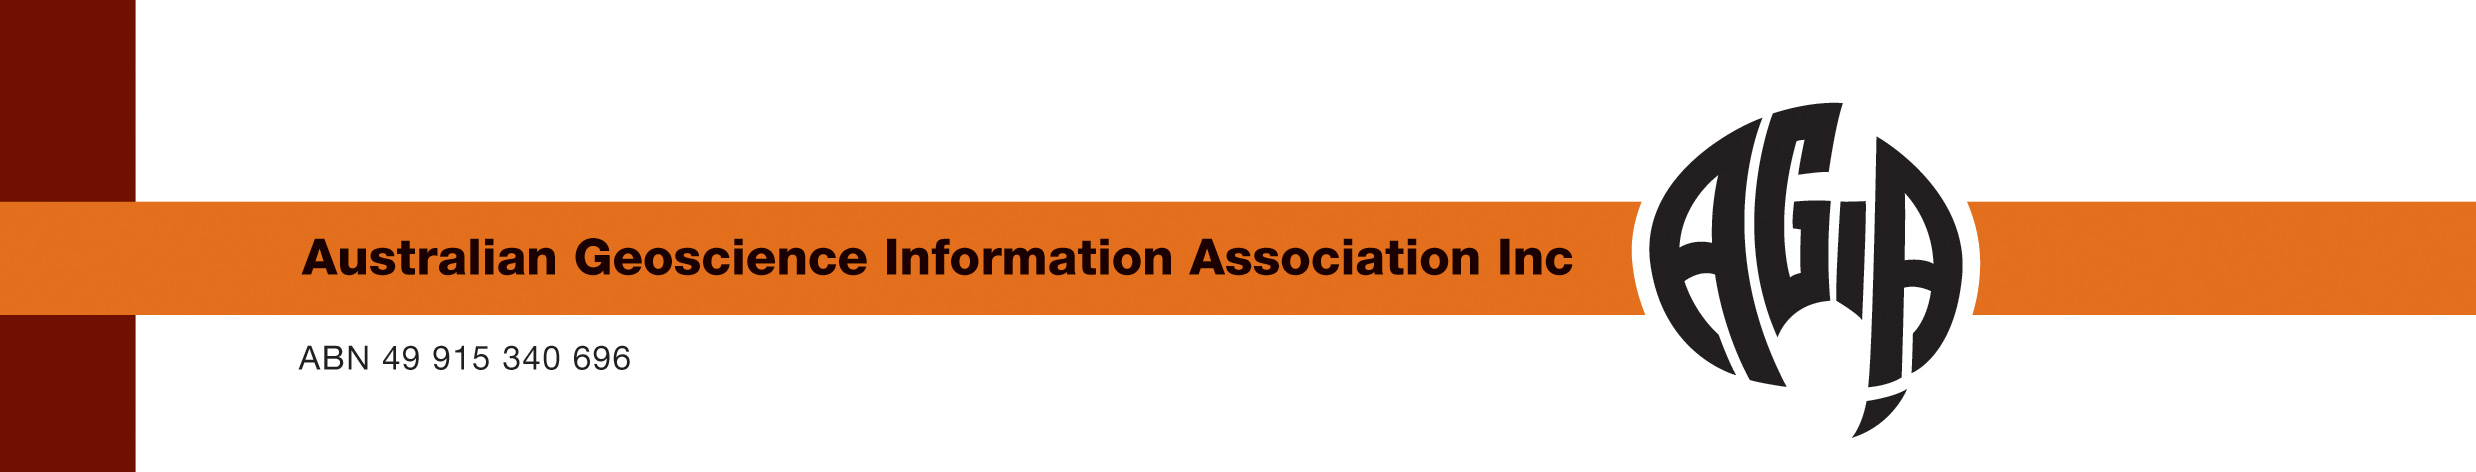 Australian Geoscience Information Association Inc
AGIA
ABN 49 915 340 696